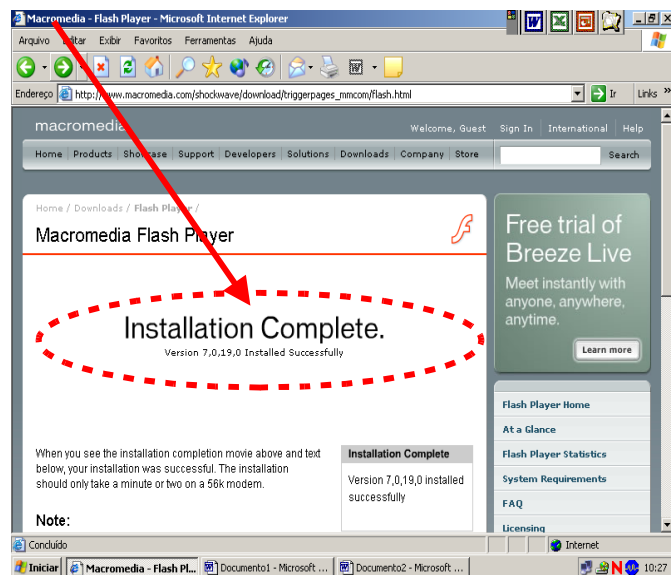 Macromedia - Flash Player - Microsoft Internet Explorer
Arquivo Editar Exibir Favoritos Ferramentas Ajuda
Endereço http://www.macromedia.com/shockwave/download/triggerpages_mmcom/flash.html Ir Links »
macromedia Welcome, Guest Sign In International Help
Home Products Showcase Support Developers Solutions Downloads Company Store Search
Home / Downloads / Flash Player /
Macromedia Flash Player
Free trial of
Breeze Live
Meet instantly with
anyone, anywhere,
anytime.
Learn more
Installation Complete.
Version 7,0,19,0 Installed Successfully
Flash Player Home
At a Glance
Flash Player Statistics
System Requirements
FAQ
Licensing
When you see the installation completion movie above and text
below, your installation was successful. The installation
should only take a minute or two on a 56k modem.
Note:
Installation Complete
Version 7,0,19,0 installed
successfully
Concluído Internet
Iniciar Macromedia - Flash Pl... Documento1 - Microsoft ... Documento2 - Microsoft ... 10:27